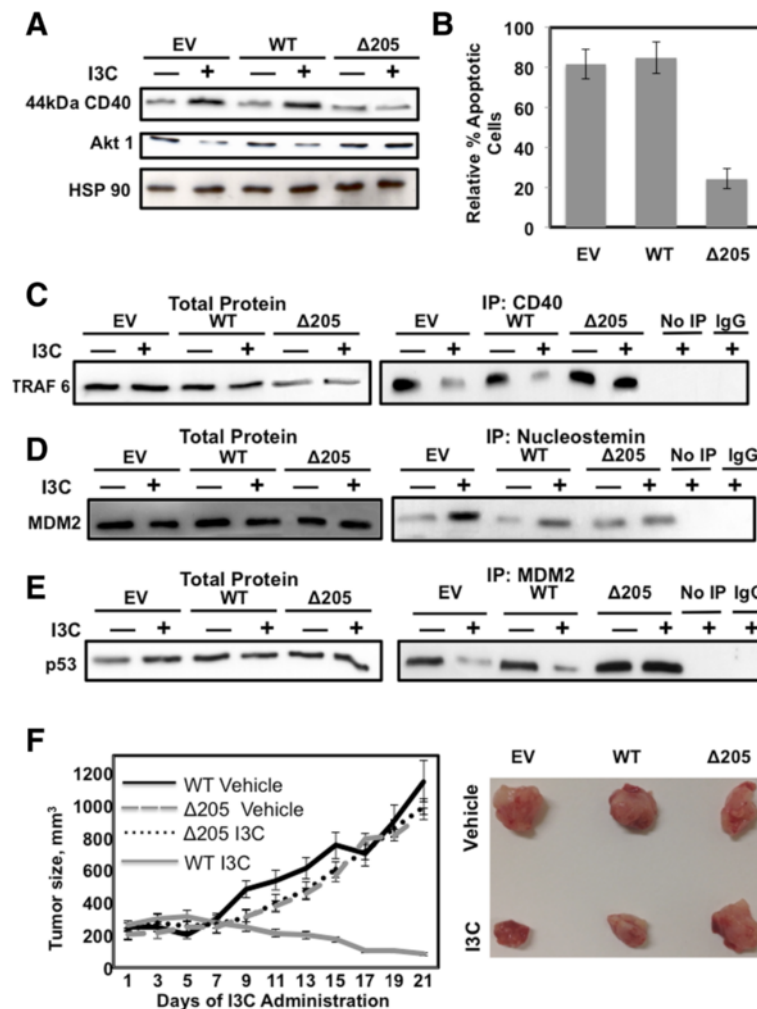 A
EV WT Δ205
I3C — + — + — +
44kDa CD40
Akt 1
HSP 90
B
Relative % Apoptotic
Cells
100
80
60
40
20
0
EV WT Δ205
C
Total Protein IP: CD40
EV WT Δ205 EV WT Δ205 No IP IgG
I3C — + — + — + — + — + — + + +
TRAF 6
D
Total Protein IP: Nucleostemin
EV WT Δ205 EV WT Δ205 No IP IgG
I3C — + — + — + — + — + — + + +
MDM2
E
Total Protein IP: MDM2
EV WT Δ205 EV WT Δ205 No IP IgG
I3C — + — + — + — + — + — + + +
p53
F
Tumor size, mm³
1200
1000
800
600
400
200
0
WT Vehicle
Δ205 Vehicle
Δ205 I3C
WT I3C
1 3 5 7 9 11 13 15 17 19 21
Days of I3C Administration
EV WT Δ205
Vehicle
I3C